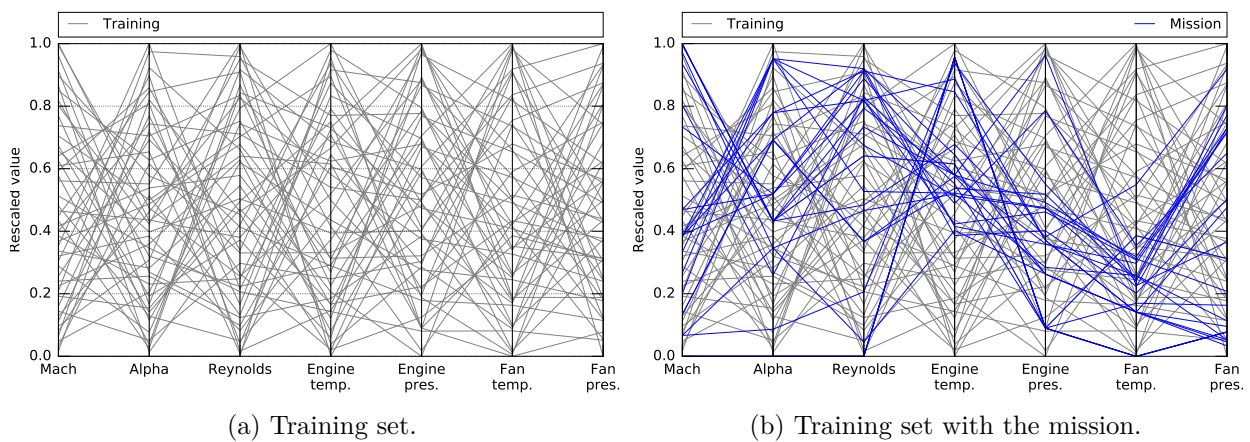 Training
1.0
0.8
0.6
0.4
0.2
0.0
Rescaled value
Mach
Alpha
Reynolds
Engine
temp.
Engine
pres.
Fan
temp.
Fan
pres.
(a) Training set.
Training
Mission
1.0
0.8
0.6
0.4
0.2
0.0
Rescaled value
Mach
Alpha
Reynolds
Engine
temp.
Engine
pres.
Fan
temp.
Fan
pres.
(b) Training set with the mission.